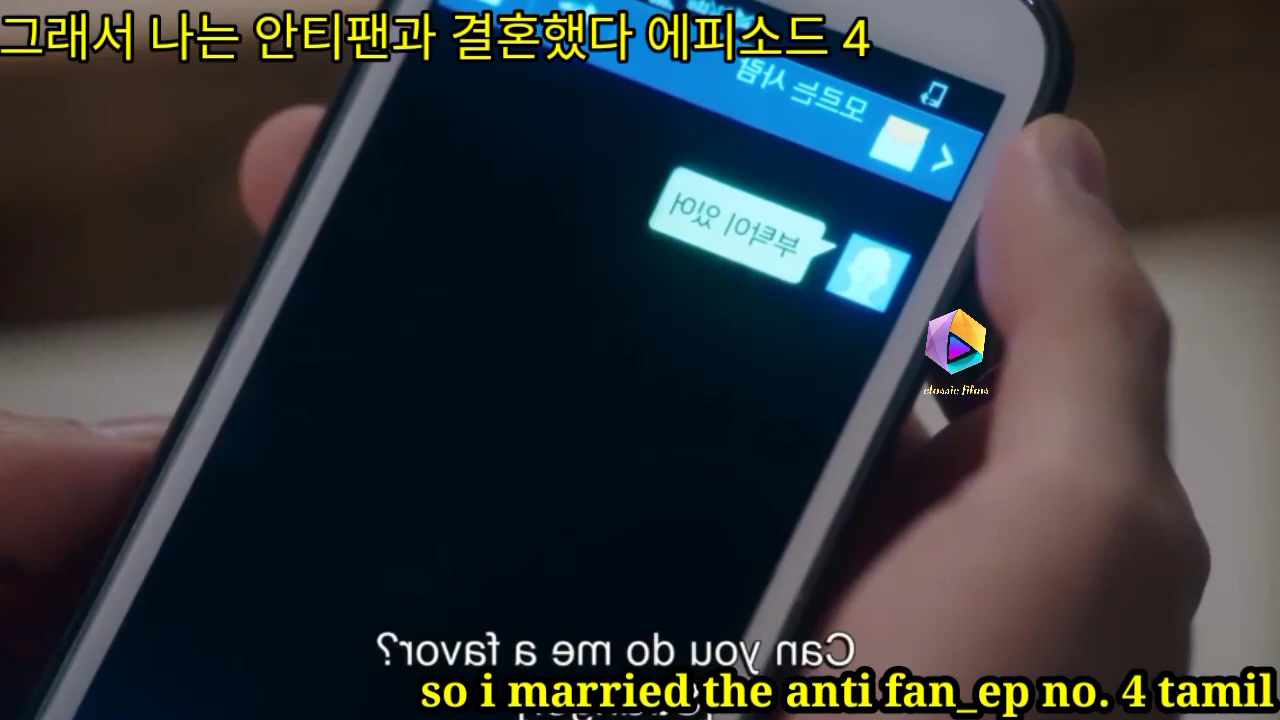 그래서 나는 안티팬과 결혼했다 에피소드 4
모르는 사람
부탁이 있어
classic films
Can you do me a favor?
so i married the anti fan_ep no. 4 tamil